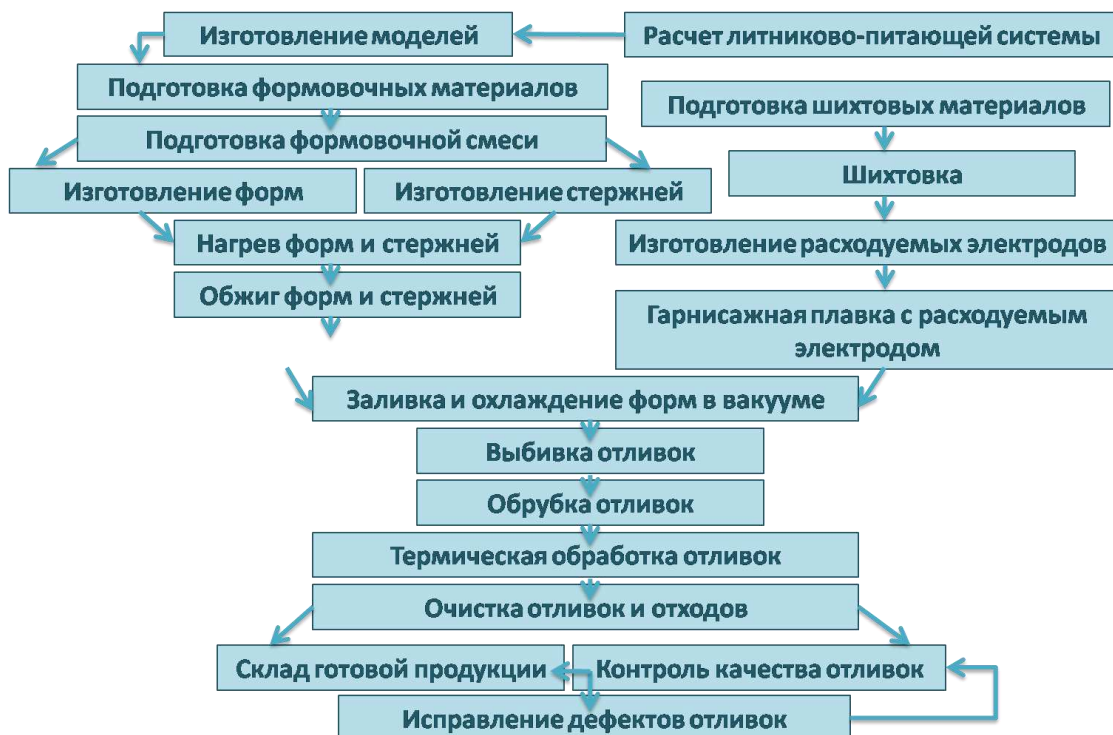 Изготовление моделей
Расчет литниково-питающей системы
Подготовка формовочных материалов
Подготовка шихтовых материалов
Подготовка формовочной смеси
Шихтовка
Изготовление форм
Изготовление стержней
Нагрев форм и стержней
Изготовление расходуемых электродов
Обжиг форм и стержней
Гарнисажная плавка с расходуемым
электродом
Заливка и охлаждение форм в вакууме
Выбивка отливок
Обрубка отливок
Термическая обработка отливок
Очистка отливок и отходов
Склад готовой продукции
Контроль качества отливок
Исправление дефектов отливок